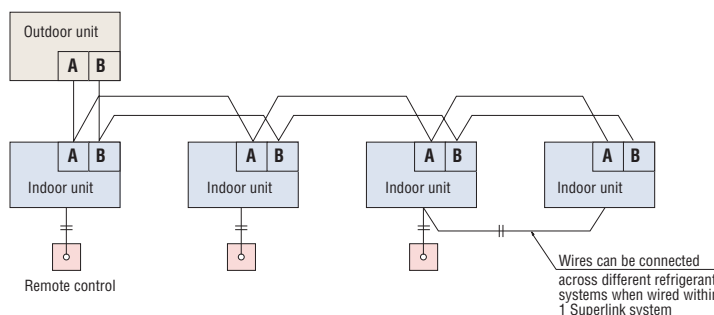 Outdoor unit
A B
A B
A B
A B
A B
Indoor unit
Indoor unit
Indoor unit
Indoor unit
Remote control
Wires can be connected
across different refrigerant
systems when wired within
1 Superlink system